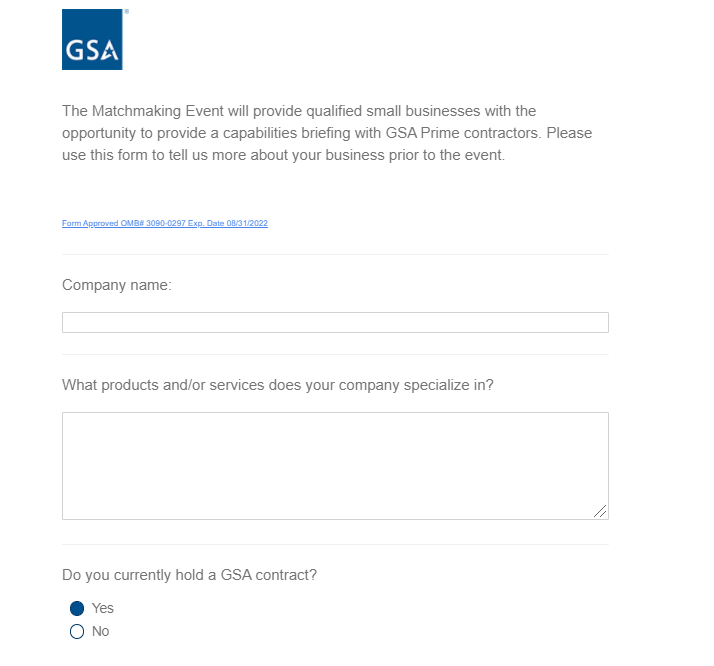 GSA
The Matchmaking Event will provide qualified small businesses with the
opportunity to provide a capabilities briefing with GSA Prime contractors. Please
use this form to tell us more about your business prior to the event.
Form Approved OMB# 3090-0297 Exp. Date 08/31/2022
Company name:
What products and/or services does your company specialize in?
Do you currently hold a GSA contract?
Yes
No